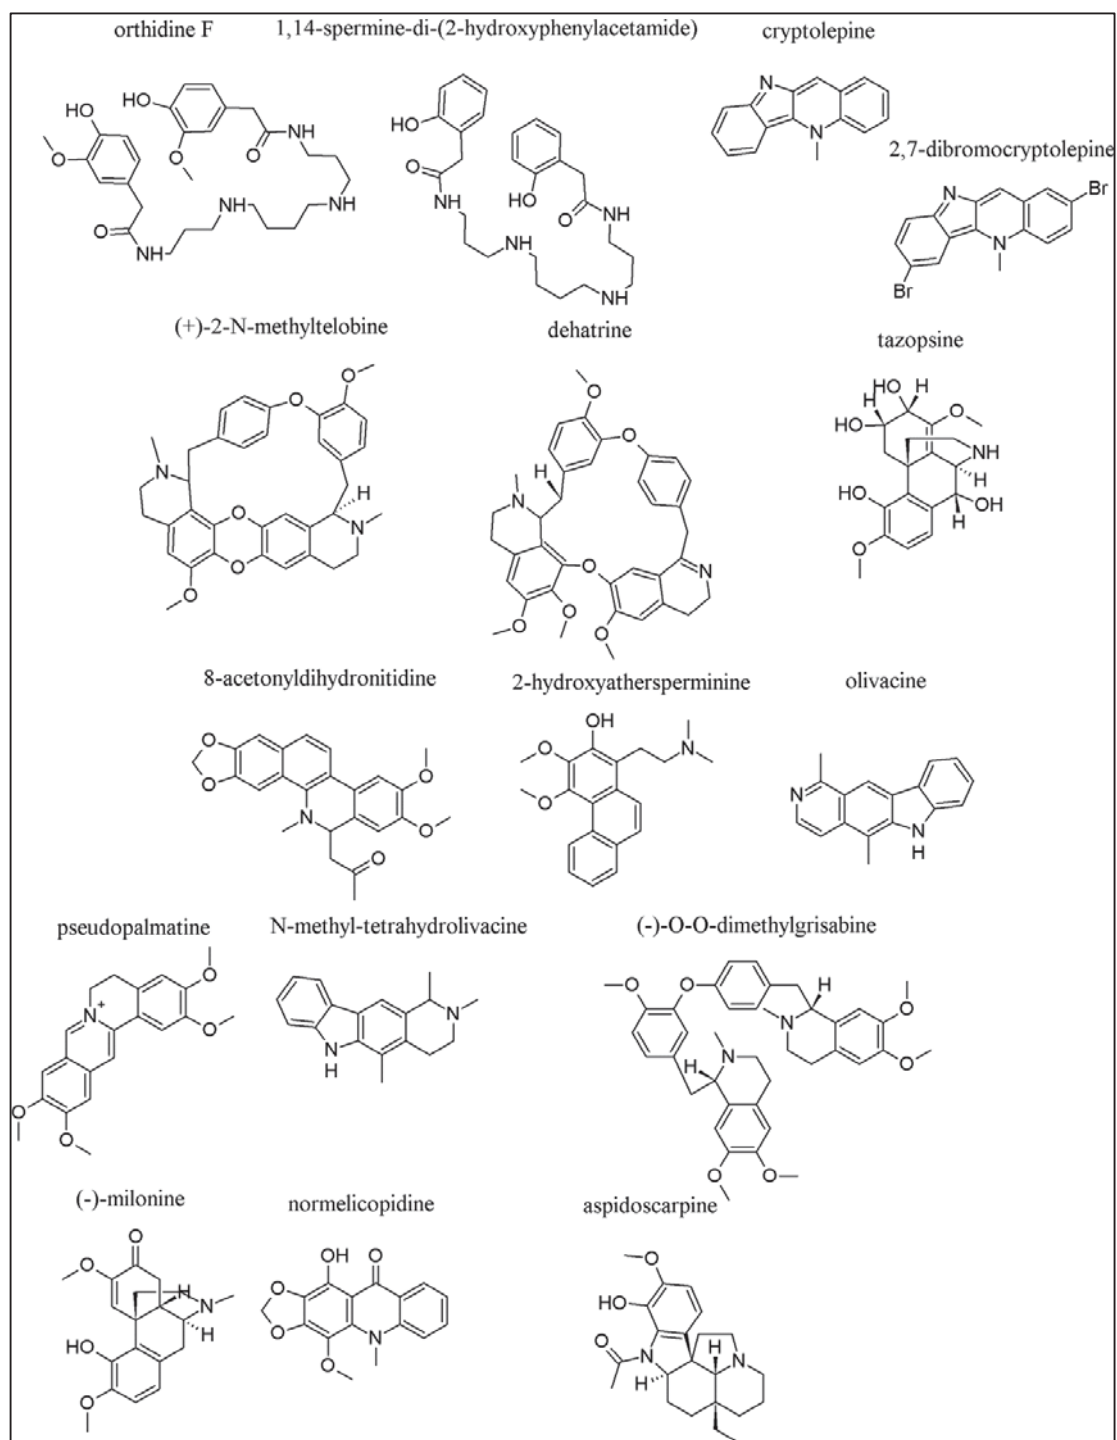 orthidine F
1,14-spermine-di-(2-hydroxyphenylacetamide)
cryptolepine
2,7-dibromocryptolepine
(+)-2-N-methyltelobine
dehatrine
tazopsine
8-acetonyldihydronitidine
2-hydroxyatherperminine
olivacine
pseudopalmatine
N-methyl-tetrahydrolivacine
(-)-O-O-dimethylgrisabine
(-)-milonine
normelicopidine
aspidoscarpine